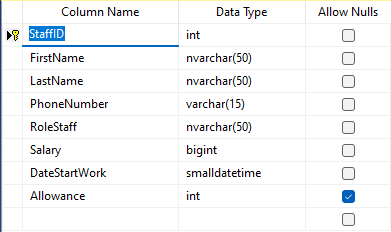 Column Name Data Type Allow Nulls
StaffID int
FirstName nvarchar(50)
LastName nvarchar(50)
PhoneNumber varchar(15)
RoleStaff nvarchar(50)
Salary bigint
DateStartWork smalldatetime
Allowance int